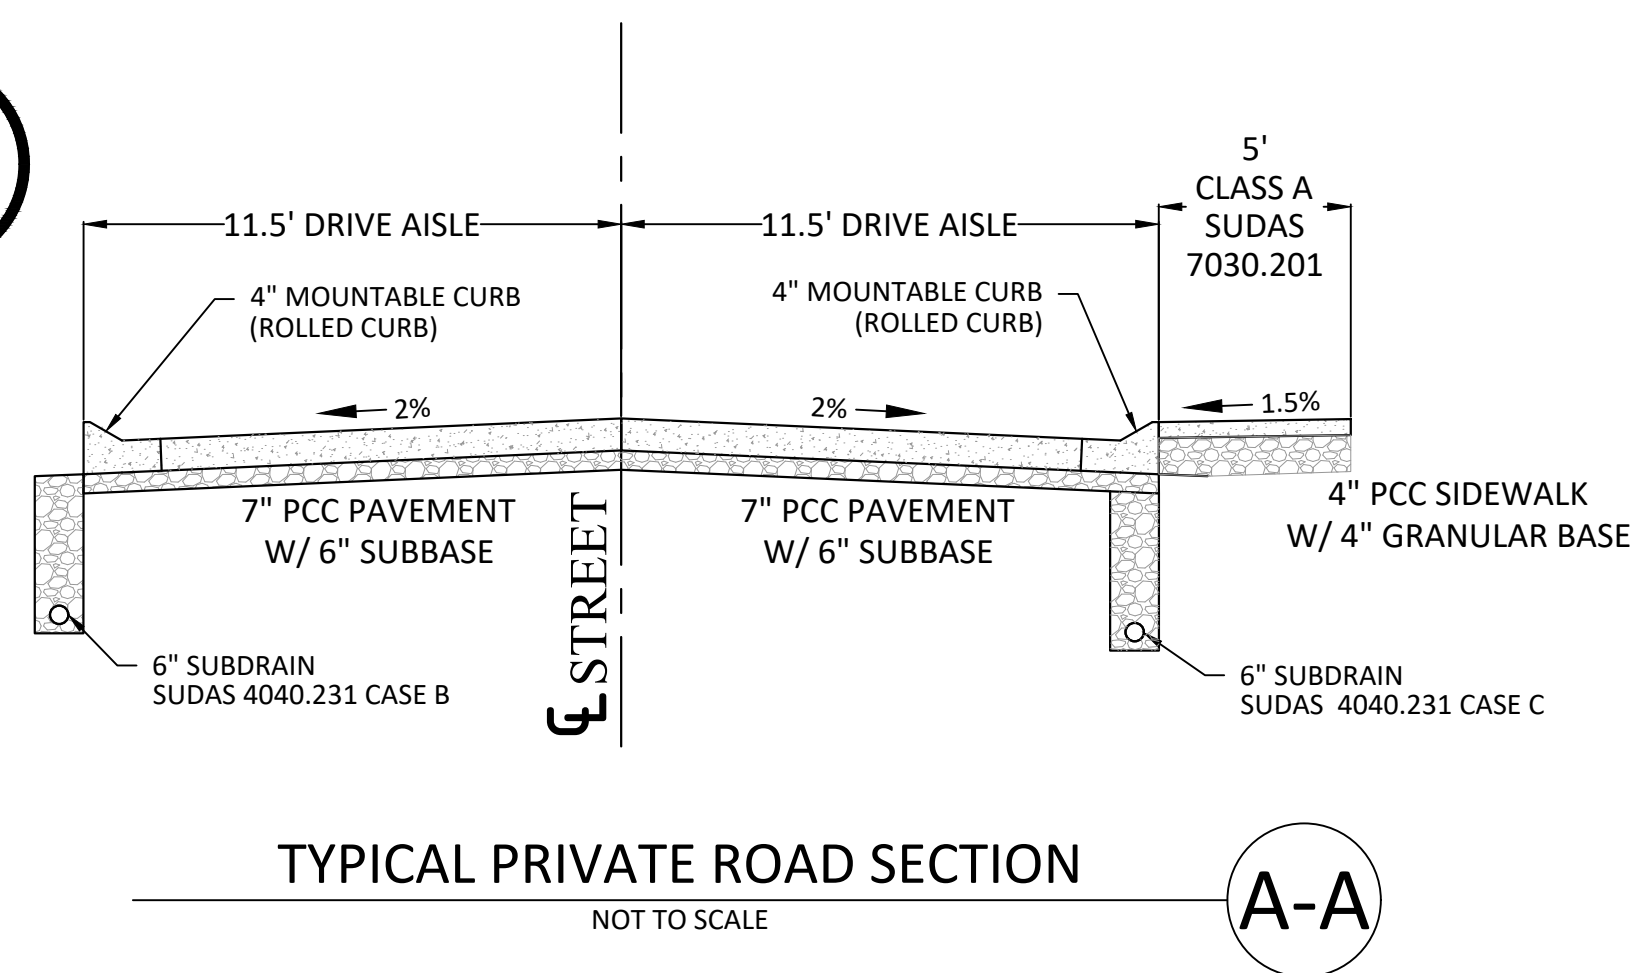 5'
CLASS A
SUDAS
7030.201
11.5' DRIVE AISLE
11.5' DRIVE AISLE
4" MOUNTABLE CURB
(ROLLED CURB)
4" MOUNTABLE CURB
(ROLLED CURB)
2%
2%
1.5%
7" PCC PAVEMENT
W/ 6" SUBBASE
7" PCC PAVEMENT
W/ 6" SUBBASE
4" PCC SIDEWALK
W/ 4" GRANULAR BASE
℄ STREET
6" SUBDRAIN
SUDAS 4040.231 CASE B
6" SUBDRAIN
SUDAS  4040.231 CASE C
TYPICAL PRIVATE ROAD SECTION
NOT TO SCALE
A-A